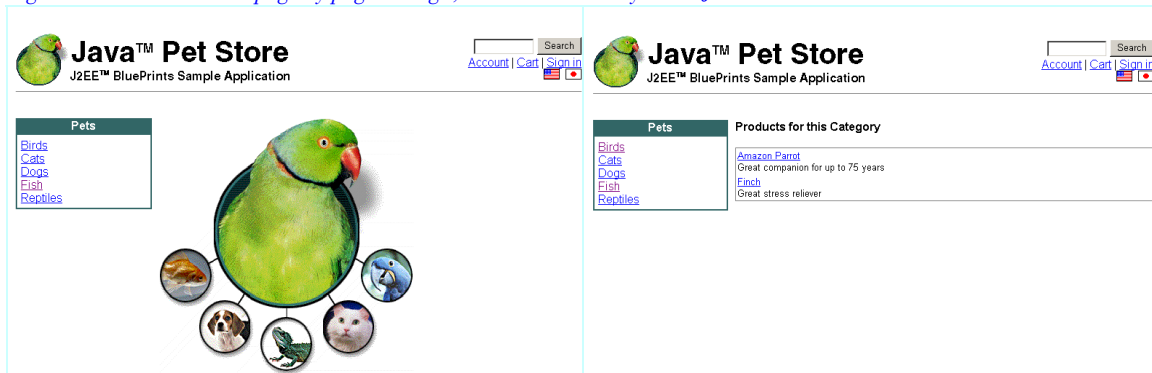 Java™ Pet Store
J2EE™ BluePrints Sample Application
Search
Account | Cart | Sign in
Pets
Birds
Cats
Dogs
Fish
Reptiles
Java™ Pet Store
J2EE™ BluePrints Sample Application
Search
Account | Cart | Sign in
Pets
Birds
Cats
Dogs
Fish
Reptiles
Products for this Category
Amazon Parrot
Great companion for up to 75 years
Finch
Great stress reliever